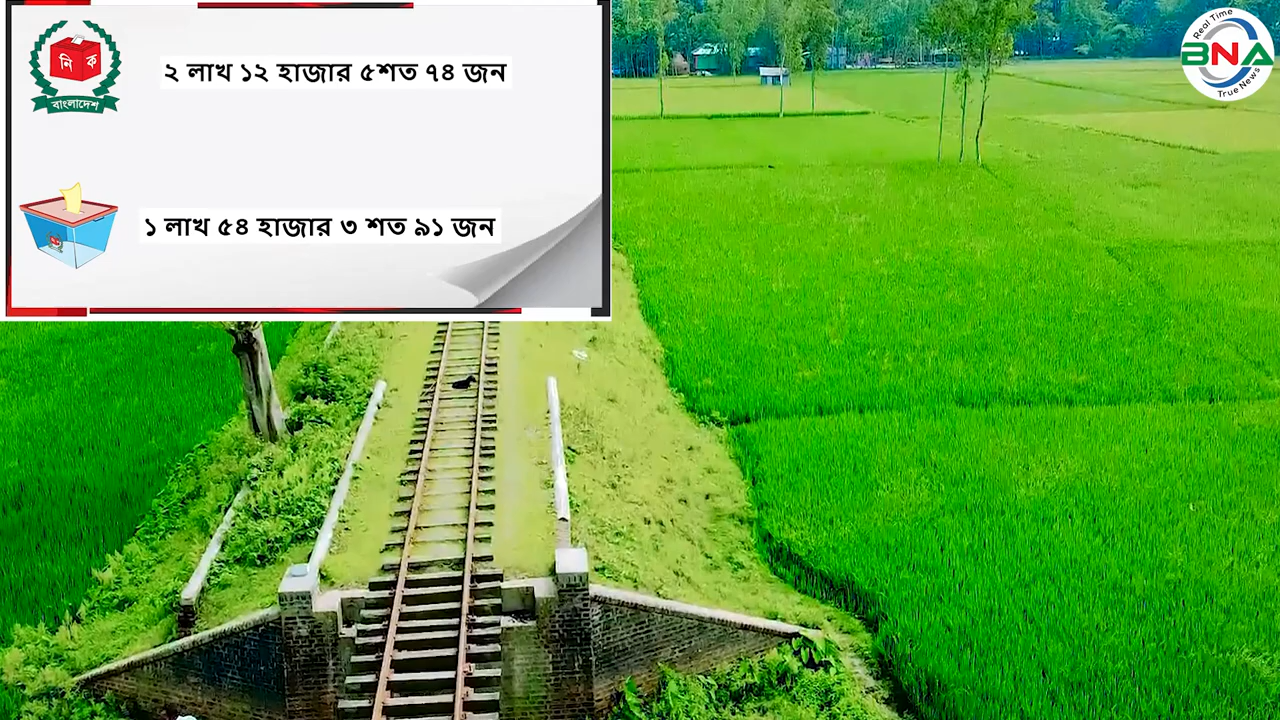 নি ক
বাংলাদেশ
২ লাখ ১২ হাজার ৫শত ৭৪ জন
১ লাখ ৫৪ হাজার ৩ শত ৯১ জন
Real Time
BNA
True News